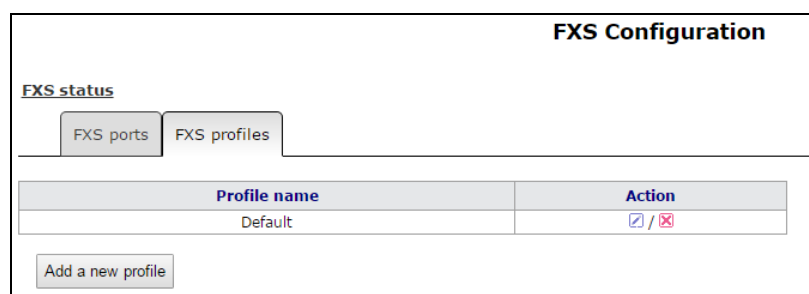 FXS Configuration
FXS status
FXS ports FXS profiles
Profile name Action
Default /
Add a new profile